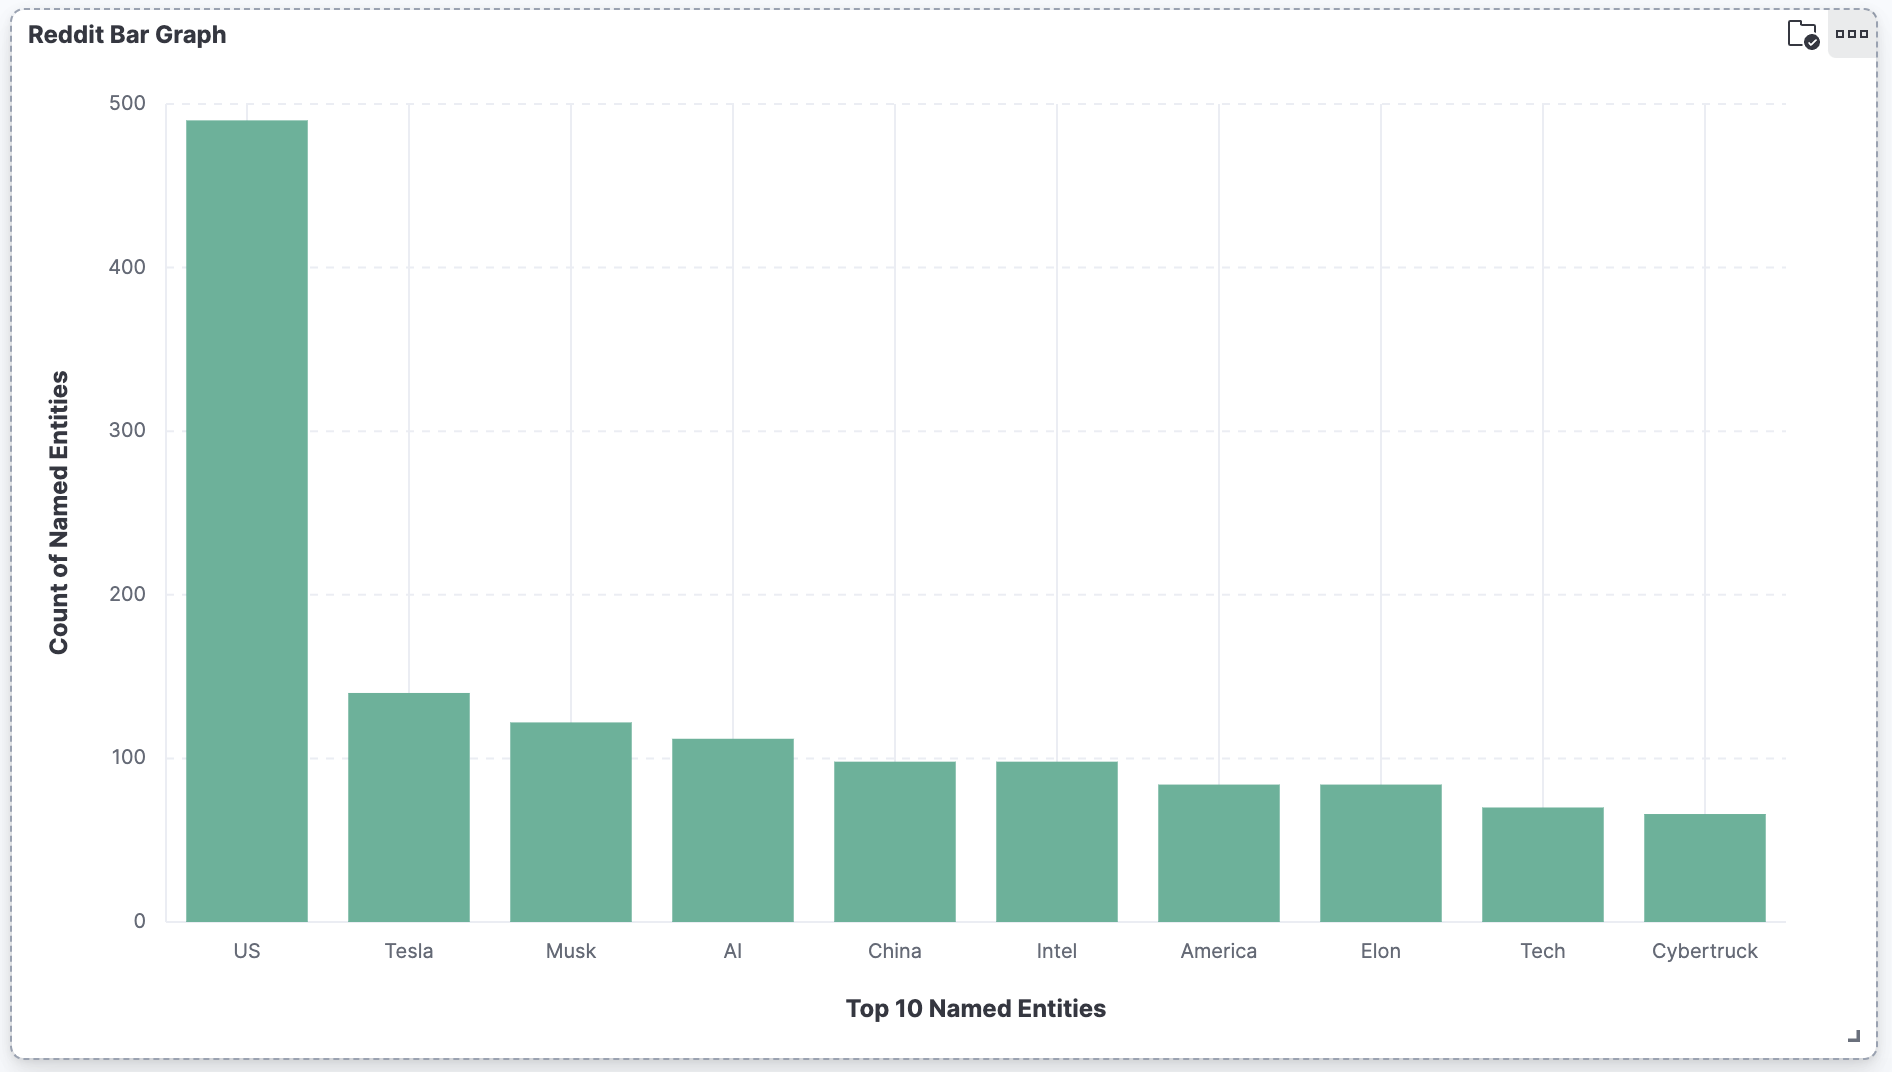 Reddit Bar Graph
500
400
300
200
100
0
Count of Named Entities
US
Tesla
Musk
AI
China
Intel
America
Elon
Tech
Cybertruck
Top 10 Named Entities